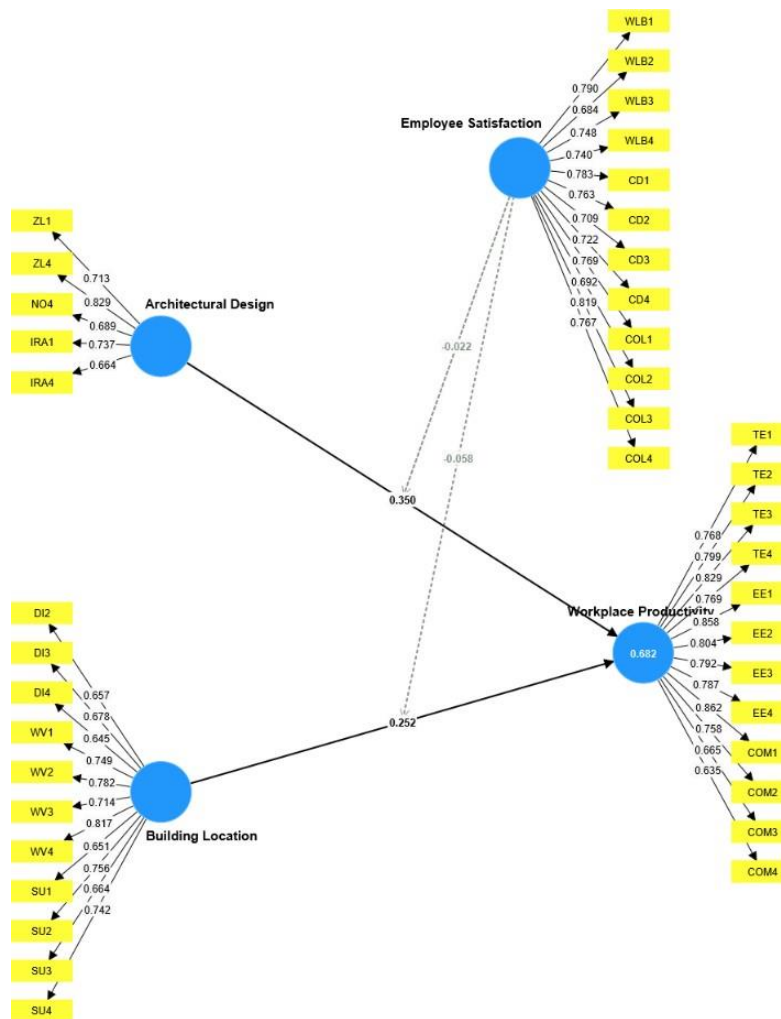 Employee Satisfaction
WLB1
WLB2
WLB3
WLB4
CD1
CD2
CD3
CD4
COL1
COL2
COL3
COL4
0.790
0.684
0.748
0.740
0.783
0.763
0.709
0.722
0.769
0.692
0.819
0.767
ZL1
ZL4
NO4
IRA1
IRA4
0.713
0.829
0.689
0.737
0.664
Architectural Design
-0.022
-0.058
0.350
0.252
DI2
DI3
DI4
WV1
WV2
WV3
WV4
SU1
SU2
SU3
SU4
0.657
0.678
0.645
0.749
0.782
0.714
0.817
0.651
0.756
0.664
0.742
Building Location
Workplace Productivity
0.682
0.768
0.799
0.829
0.769
0.858
0.804
0.792
0.787
0.862
0.758
0.665
0.635
TE1
TE2
TE3
TE4
EE1
EE2
EE3
EE4
COM1
COM2
COM3
COM4